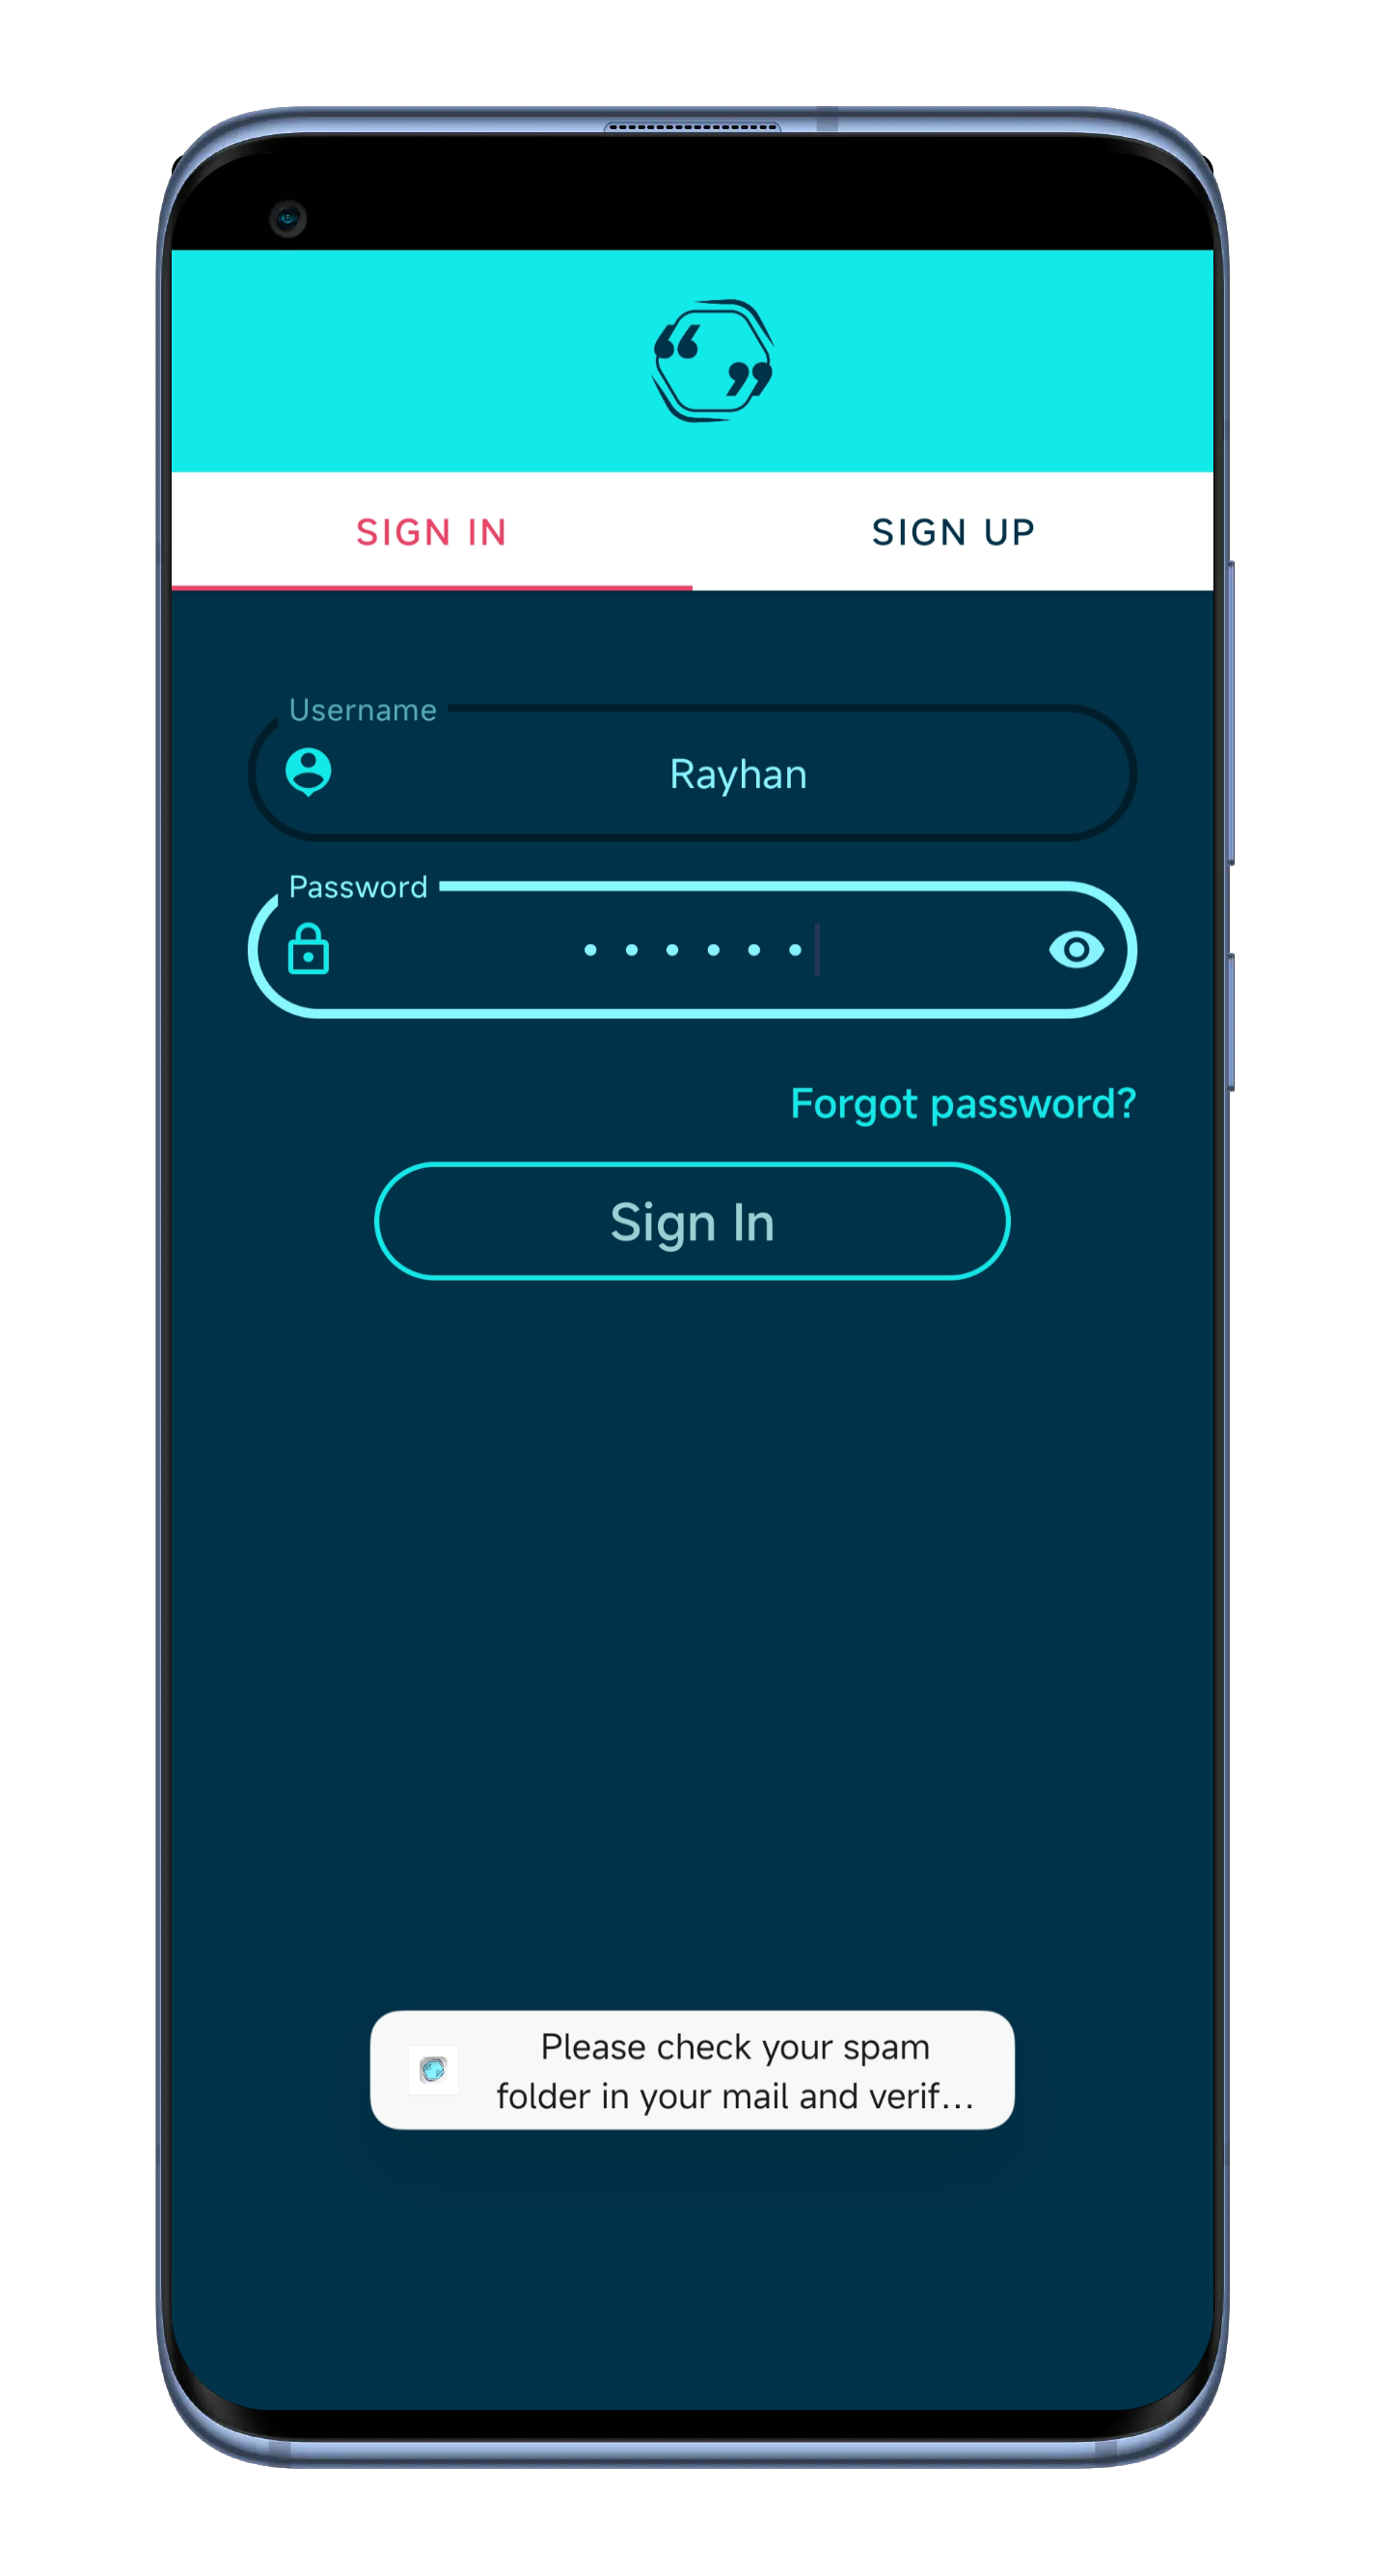 SIGN IN SIGN UP
Username
Rayhan
Password
Forgot password?
Sign In
Please check your spam
folder in your mail and verif...